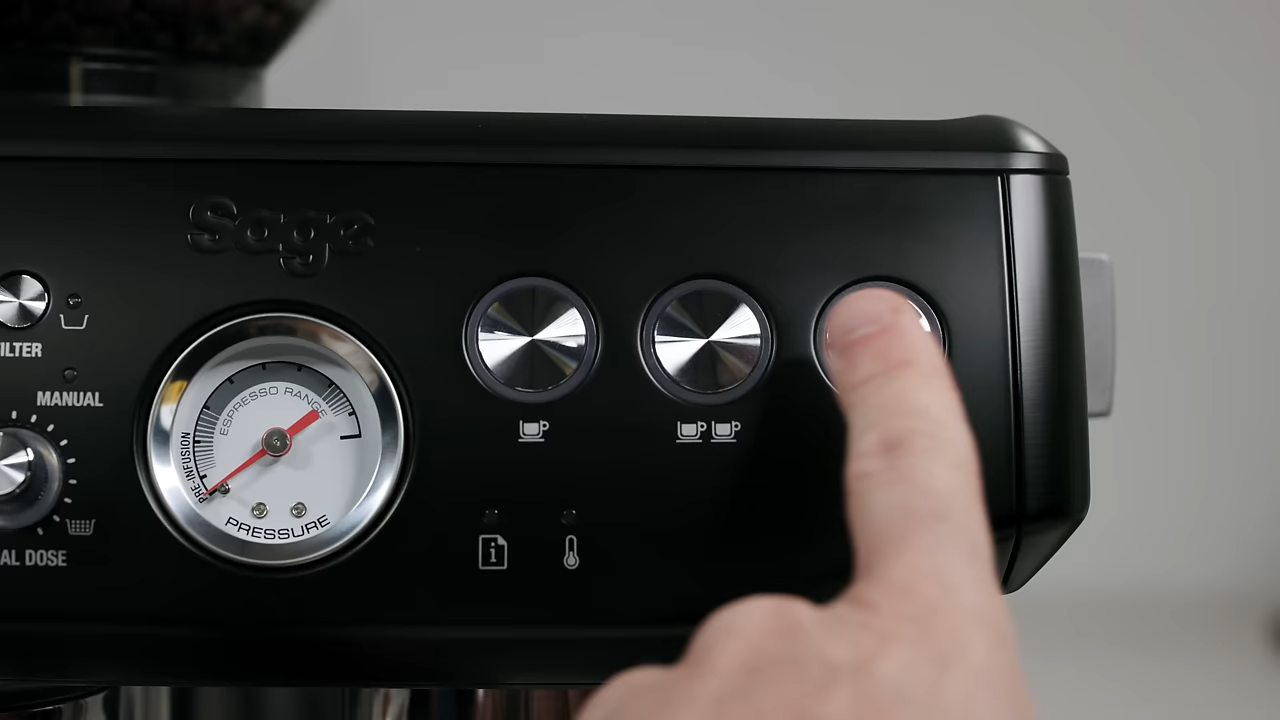 Sage
ILTER
MANUAL
AL DOSE
ESPRESSO RANGE
PRE-INFUSION
PRESSURE
i